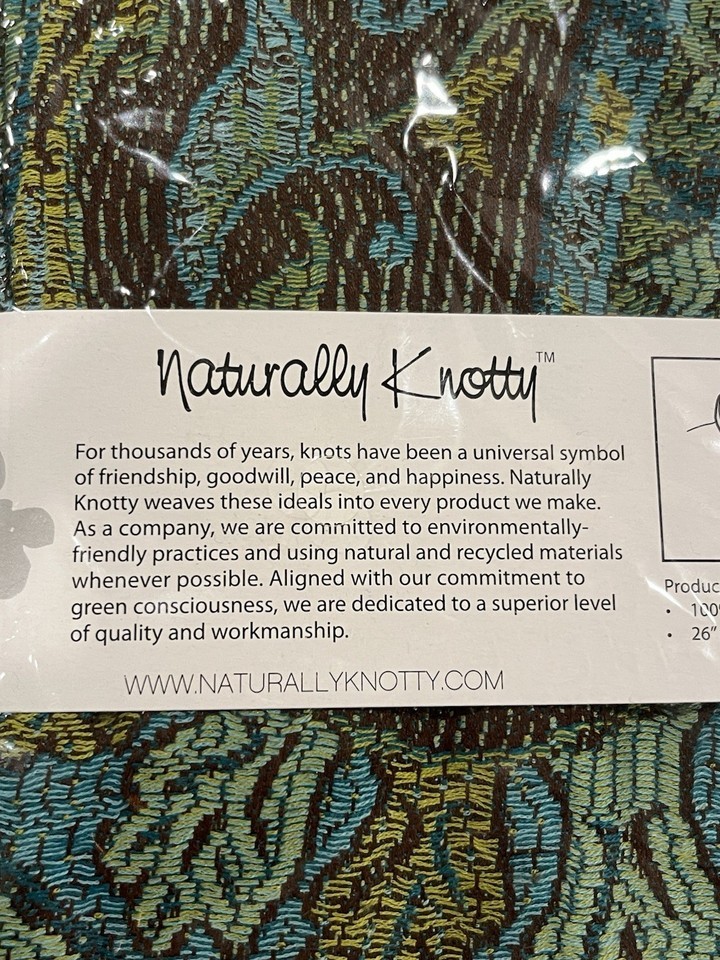 Naturally Knotty™
For thousands of years, knots have been a universal symbol
of friendship, goodwill, peace, and happiness. Naturally
Knotty weaves these ideals into every product we make.
As a company, we are committed to environmentally-
friendly practices and using natural and recycled materials
whenever possible. Aligned with our commitment to
green consciousness, we are dedicated to a superior level
of quality and workmanship.
WWW.NATURALLYKNOTTY.COM
• 26”